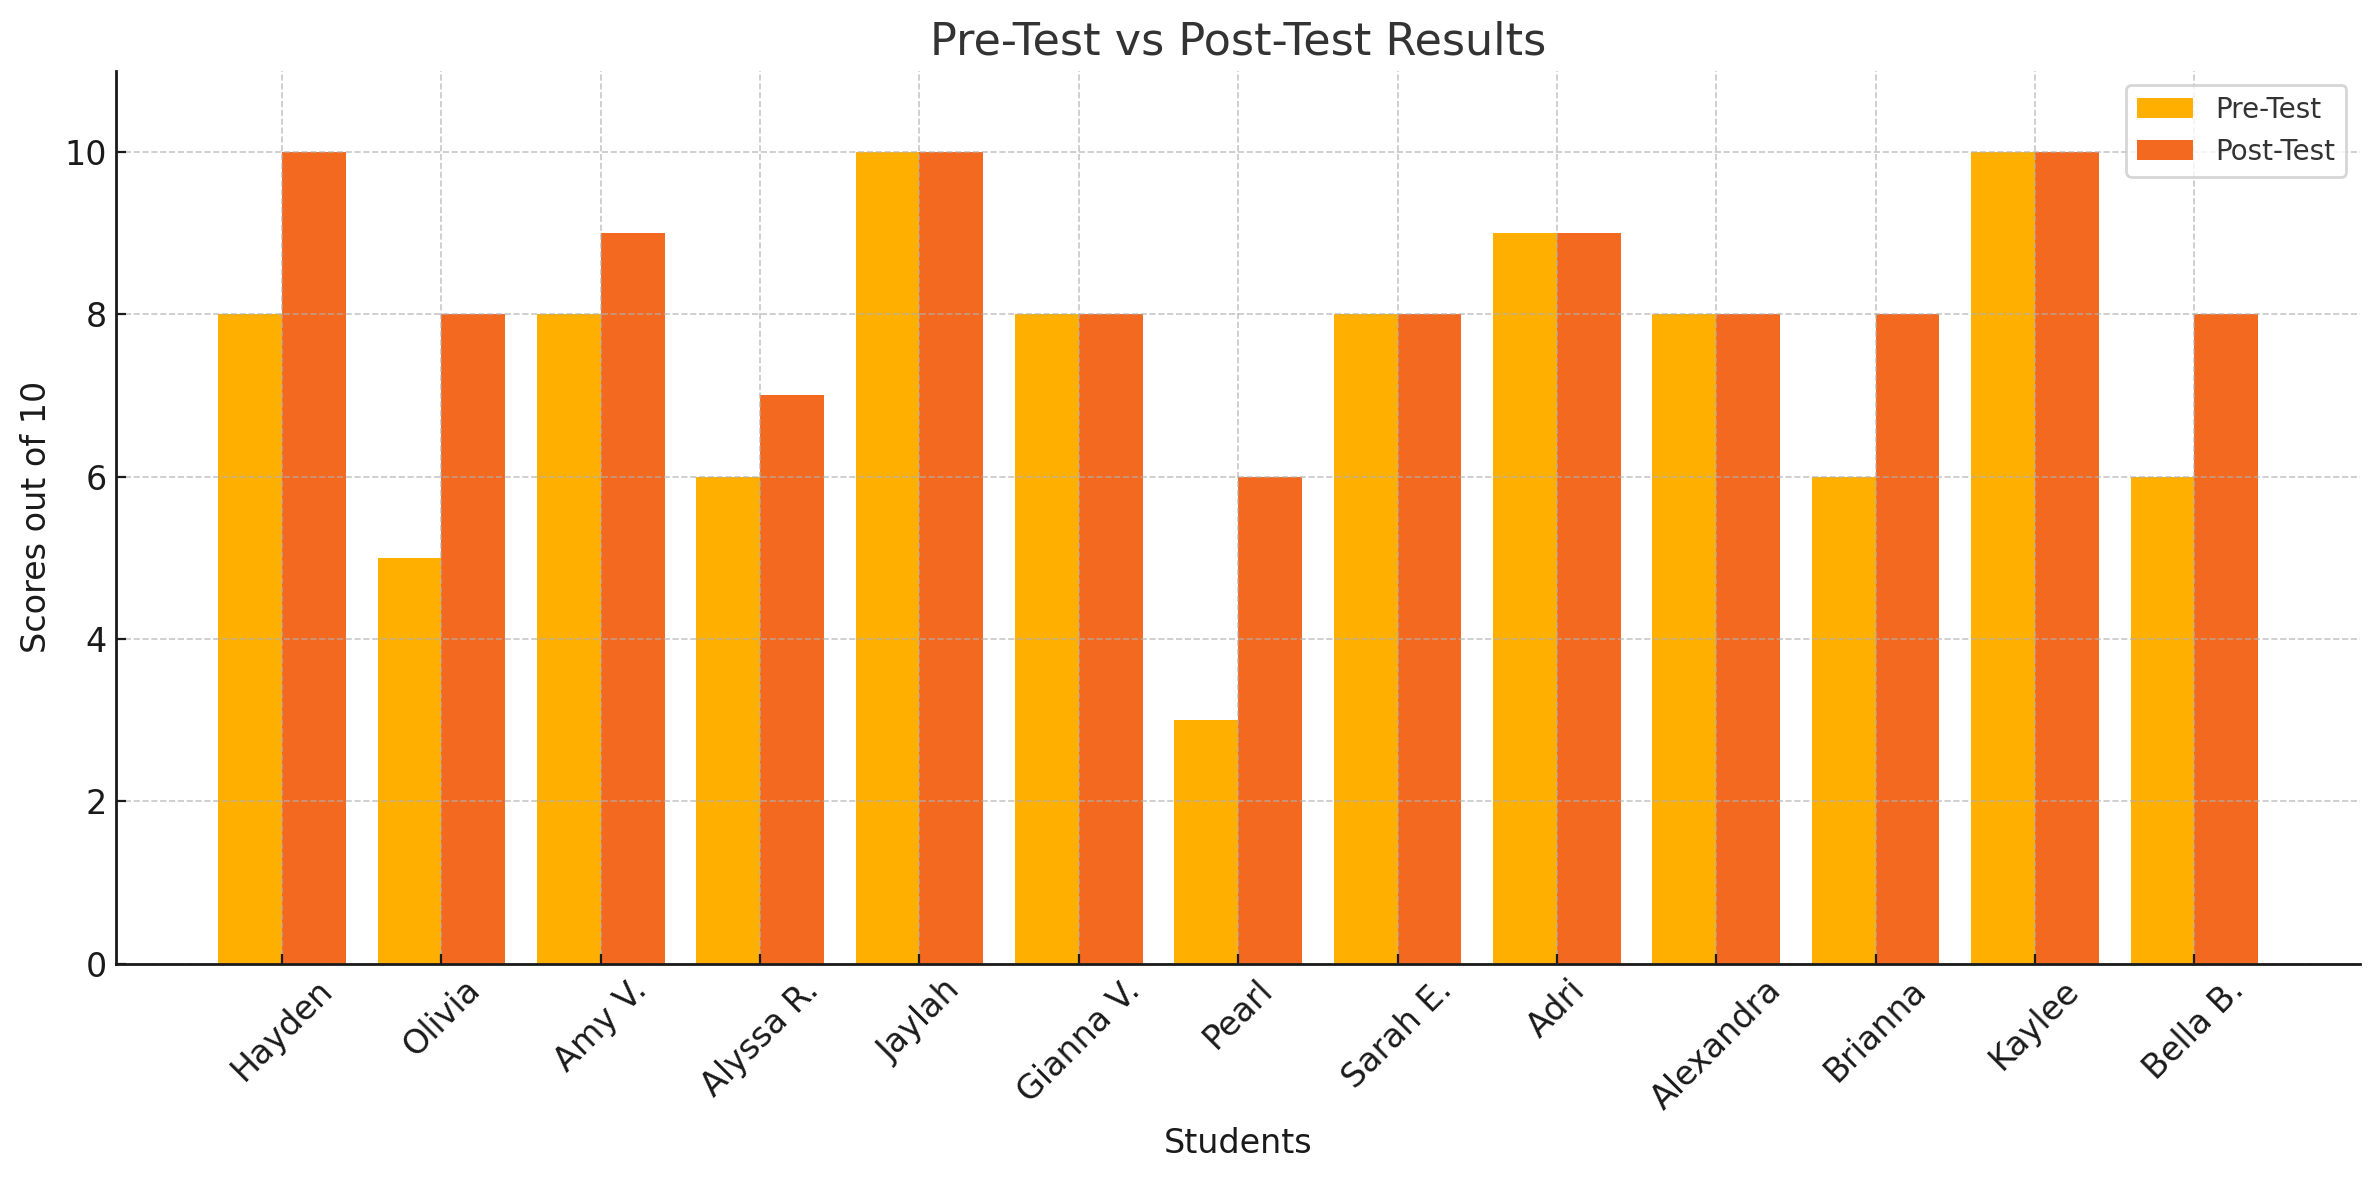 Pre-Test vs Post-Test Results
Pre-Test
Post-Test
Scores out of 10
10
8
6
4
2
0
Hayden
Olivia
Amy V.
Alyssa R.
Jaylah
Gianna V.
Pearl
Sarah E.
Adri
Alexandra
Brianna
Kaylee
Bella B.
Students